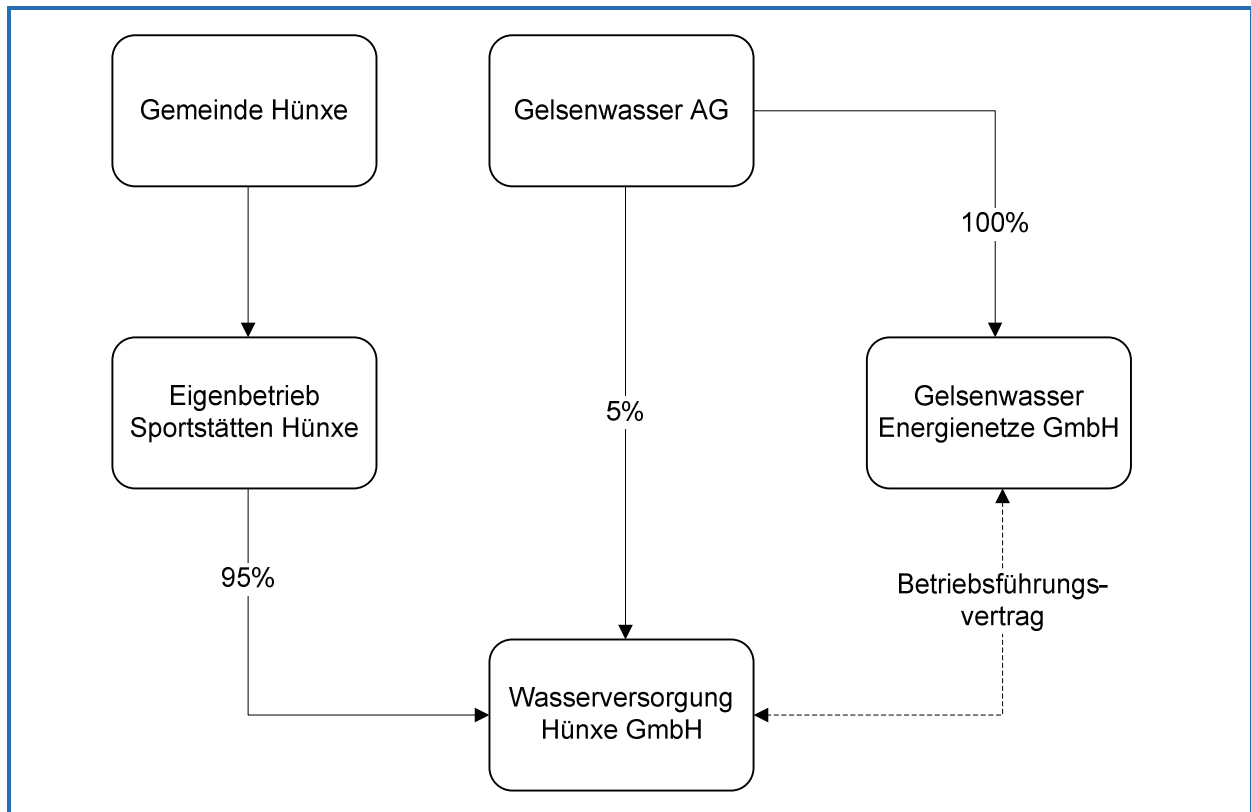 Gemeinde Hünxe
Gelsenwasser AG
100%
Eigenbetrieb
Sportstätten Hünxe
5%
Gelsenwasser
Energienetze GmbH
95%
Betriebsführungs-
vertrag
Wasserversorgung
Hünxe GmbH